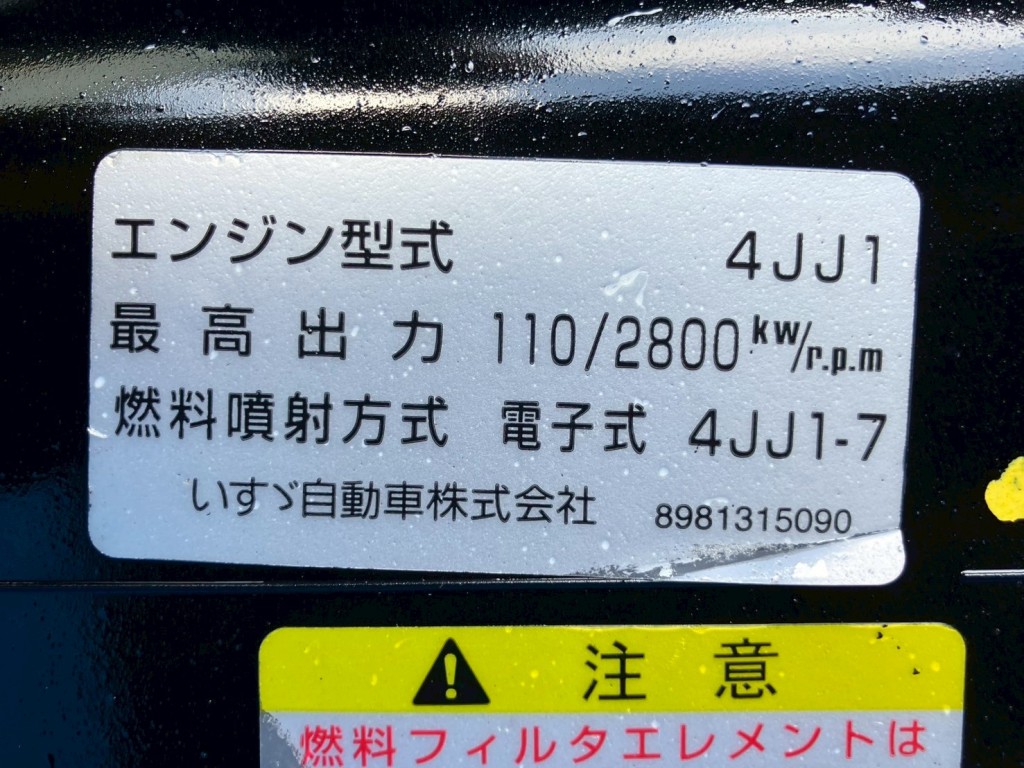 エンジン型式 4JJ1
最高出力 110/2800 kw/r.p.m
燃料噴射方式 電子式 4JJ1-7
いすゞ自動車株式会社 8981315090
注意
燃料フィルタエレメントは